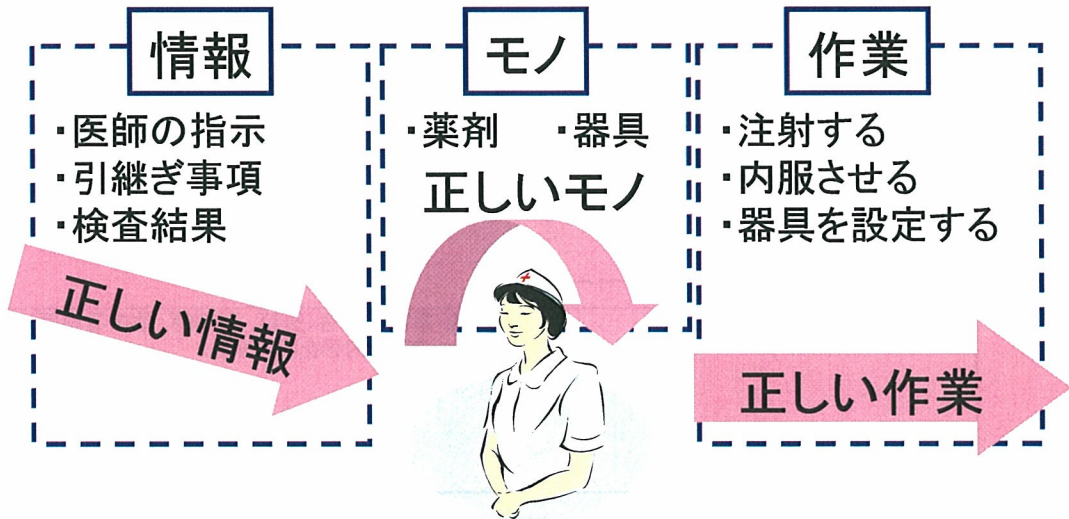 情報
・医師の指示
・引継ぎ事項
・検査結果
正しい情報
モノ
・薬剤 ・器具
正しいモノ
作業
・注射する
・内服させる
・器具を設定する
正しい作業